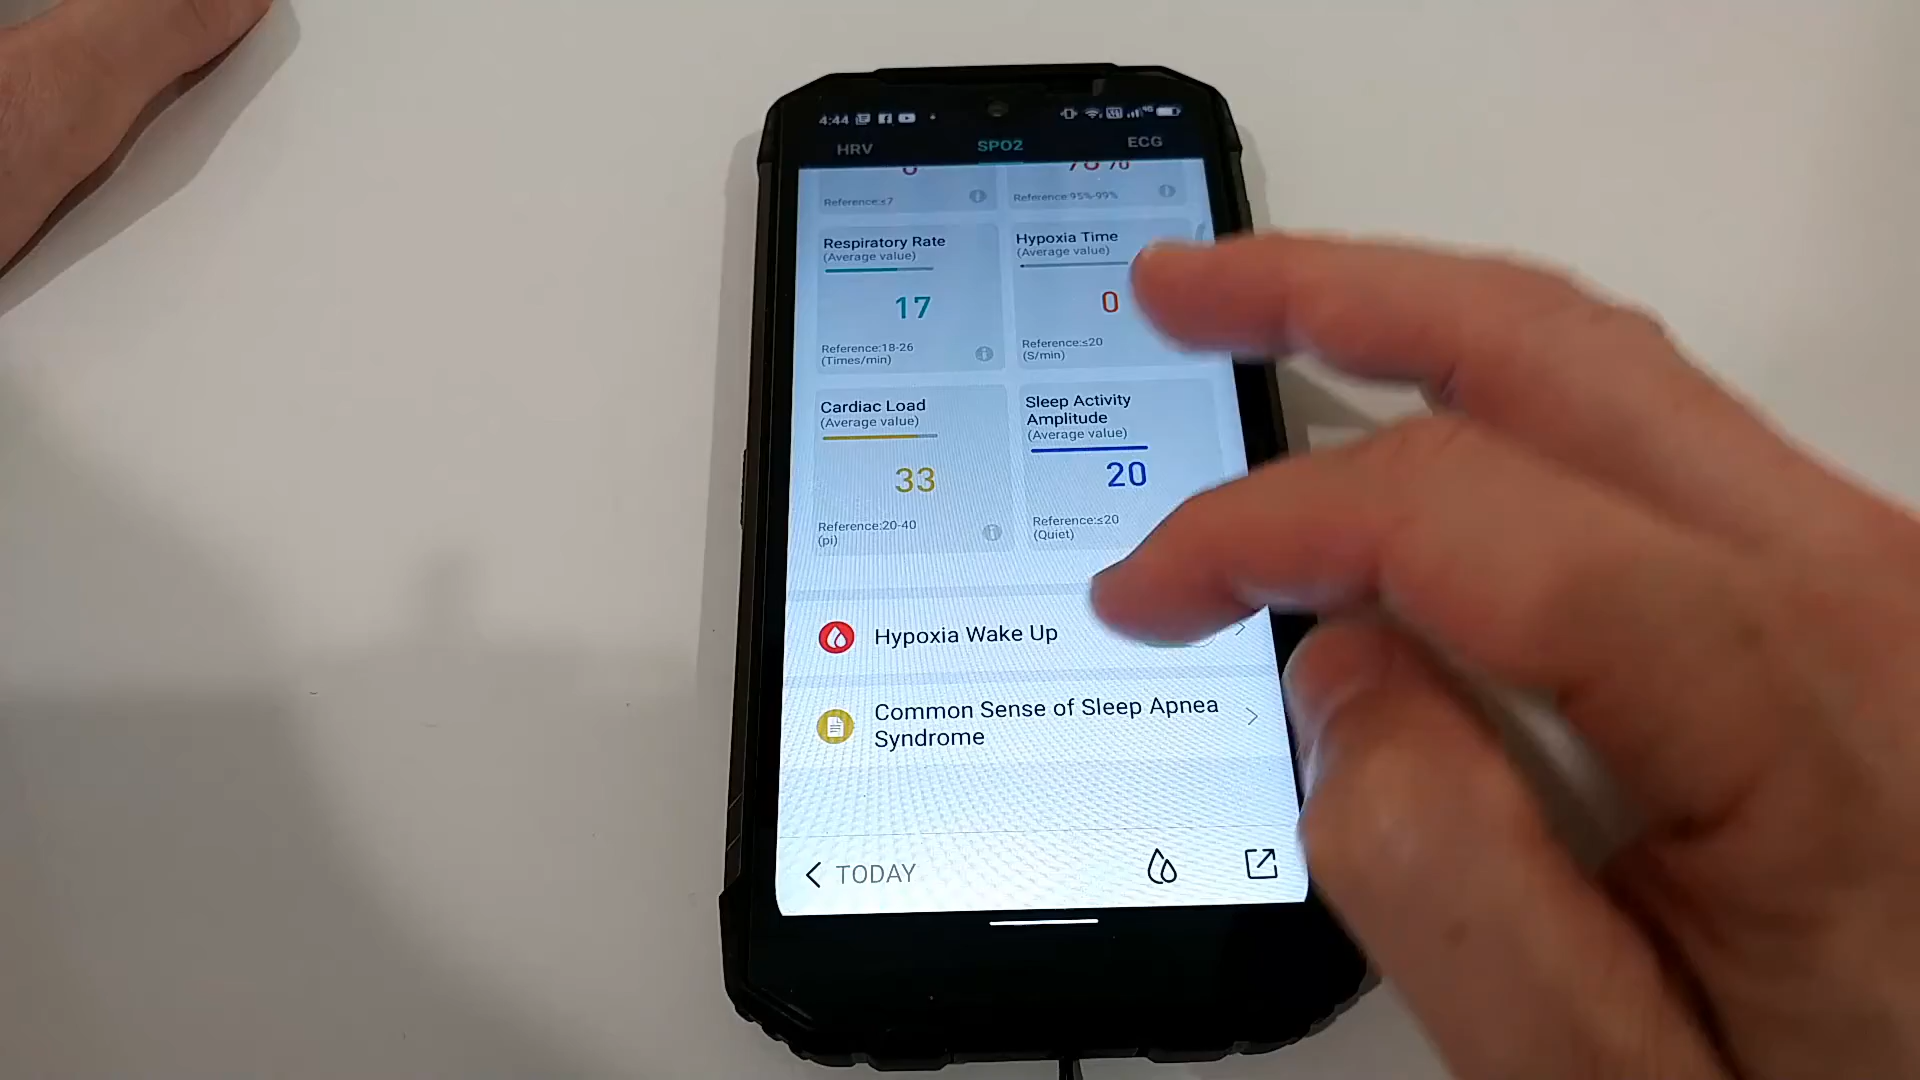 4:44
HRV SPO2 ECG
Reference:≤7
Reference:95%-99%
Respiratory Rate
(Average value)
17
Reference:18-26
(Times/min)
Hypoxia Time
(Average value)
0
Reference:≤20
(S/min)
Cardiac Load
(Average value)
33
Reference:20-40
(pi)
Sleep Activity
Amplitude
(Average value)
20
Reference:≤20
(Quiet)
Hypoxia Wake Up
Common Sense of Sleep Apnea
Syndrome
TODAY